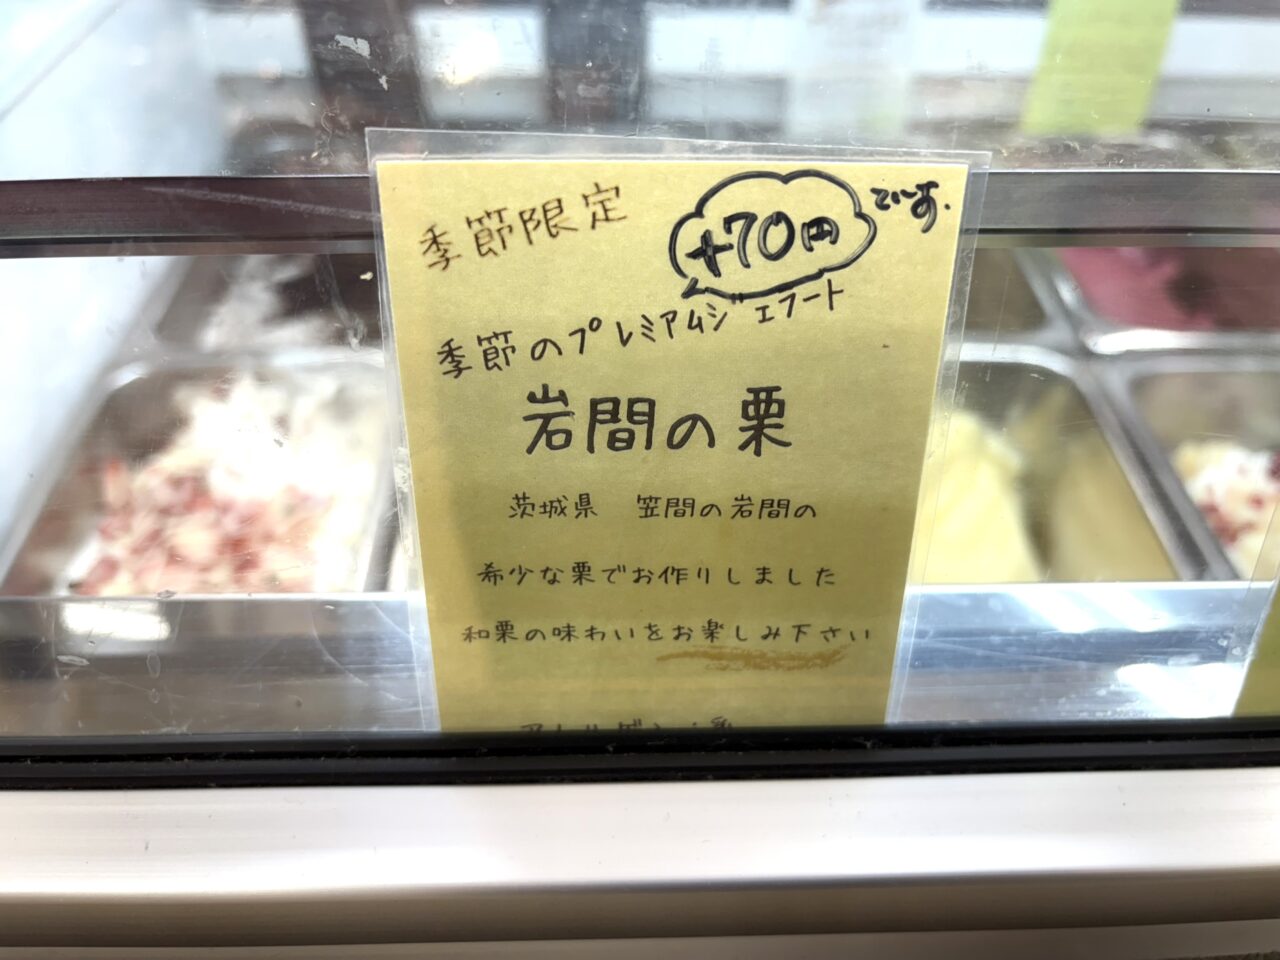 季節限定
+70円
です.
季節のプレミアムジェラート
岩間の栗
茨城県 笠間の岩間の
希少な栗でお作りしました
和栗の味わいをお楽しみ下さい